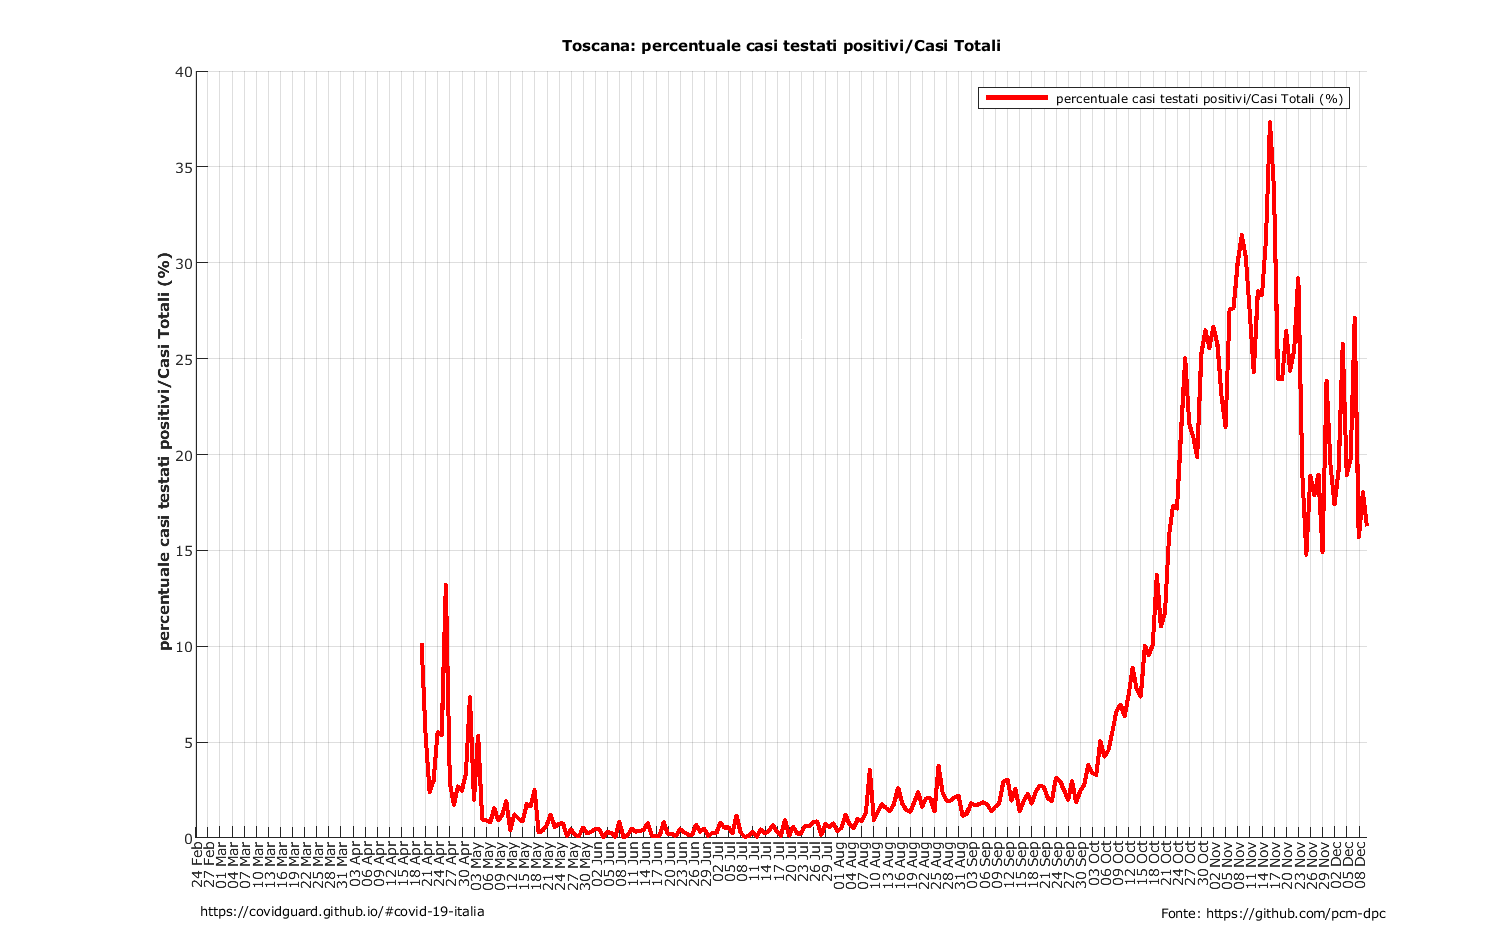 Toscana: percentuale casi testati positivi/Casi Totali
percentuale casi testati positivi/Casi Totali (%)
percentuale casi testati positivi/Casi Totali (%)
40
35
30
25
20
15
10
5
0
24 Feb
27 Feb
01 Mar
04 Mar
07 Mar
10 Mar
13 Mar
16 Mar
19 Mar
22 Mar
25 Mar
28 Mar
31 Mar
03 Apr
06 Apr
09 Apr
12 Apr
15 Apr
18 Apr
21 Apr
24 Apr
27 Apr
30 Apr
03 May
06 May
09 May
12 May
15 May
18 May
21 May
24 May
27 May
30 May
02 Jun
05 Jun
08 Jun
11 Jun
14 Jun
17 Jun
20 Jun
23 Jun
26 Jun
29 Jun
02 Jul
05 Jul
08 Jul
11 Jul
14 Jul
17 Jul
20 Jul
23 Jul
26 Jul
29 Jul
01 Aug
04 Aug
07 Aug
10 Aug
13 Aug
16 Aug
19 Aug
22 Aug
25 Aug
28 Aug
31 Aug
03 Sep
06 Sep
09 Sep
12 Sep
15 Sep
18 Sep
21 Sep
24 Sep
27 Sep
30 Sep
03 Oct
06 Oct
09 Oct
12 Oct
15 Oct
18 Oct
21 Oct
24 Oct
27 Oct
30 Oct
02 Nov
05 Nov
08 Nov
11 Nov
14 Nov
17 Nov
20 Nov
23 Nov
26 Nov
29 Nov
02 Dec
05 Dec
08 Dec
https://covidguard.github.io/#covid-19-italia
Fonte: https://github.com/pcm-dpc